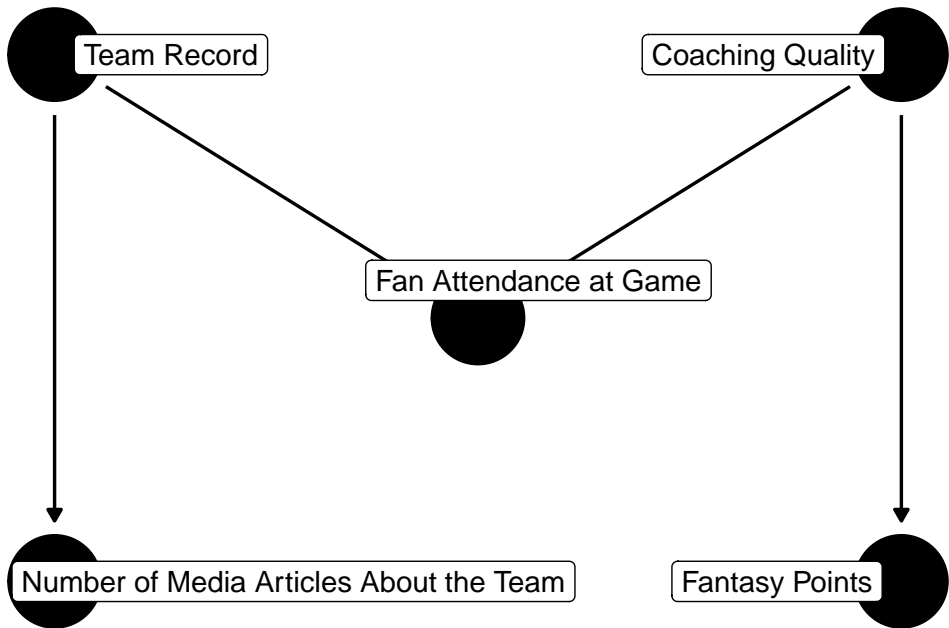 Team Record
Coaching Quality
Fan Attendance at Game
Number of Media Articles About the Team
Fantasy Points